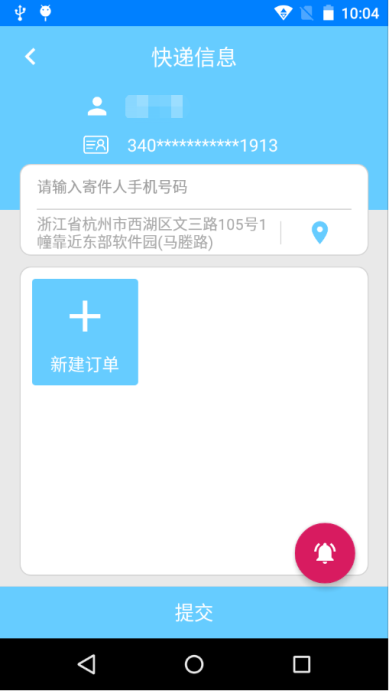 10:04
快递信息
340***********1913
请输入寄件人手机号码
浙江省杭州市西湖区文三路105号1
幢靠近东部软件园(马塍路)
新建订单
提交